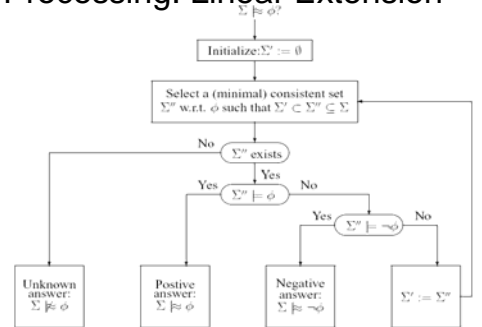 Processing: Linear Extension
Σ |≈ ϕ?
Initialize:Σ′ := ∅
Select a (minimal) consistent set
Σ″ w.r.t. ϕ such that Σ′ ⊂ Σ″ ⊆ Σ
No
Σ″ exists
Yes
Yes
Σ″ |= ϕ
No
Yes
Σ″ |= ¬ϕ
No
Unknown
answer:
Σ |≉ ϕ
Postive
answer:
Σ |≈ ϕ
Negative
answer:
Σ |≈ ¬ϕ
Σ′ := Σ″